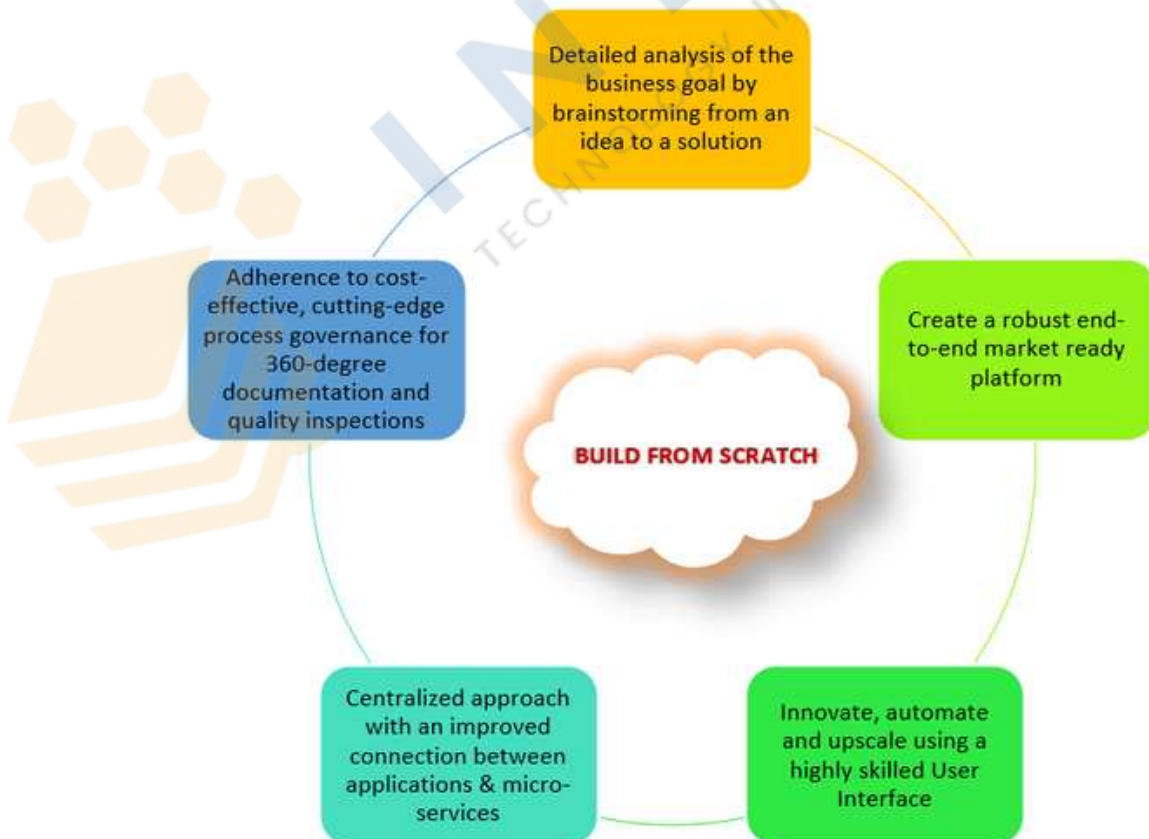 Detailed analysis of the
business goal by
brainstorming from an
idea to a solution
Create a robust end-
to-end market ready
platform
Innovate, automate
and upscale using a
highly skilled User
Interface
Centralized approach
with an improved
connection between
applications & micro-
services
Adherence to cost-
effective, cutting-edge
process governance for
360-degree
documentation and
quality inspections
BUILD FROM SCRATCH
TECHNOLOGY